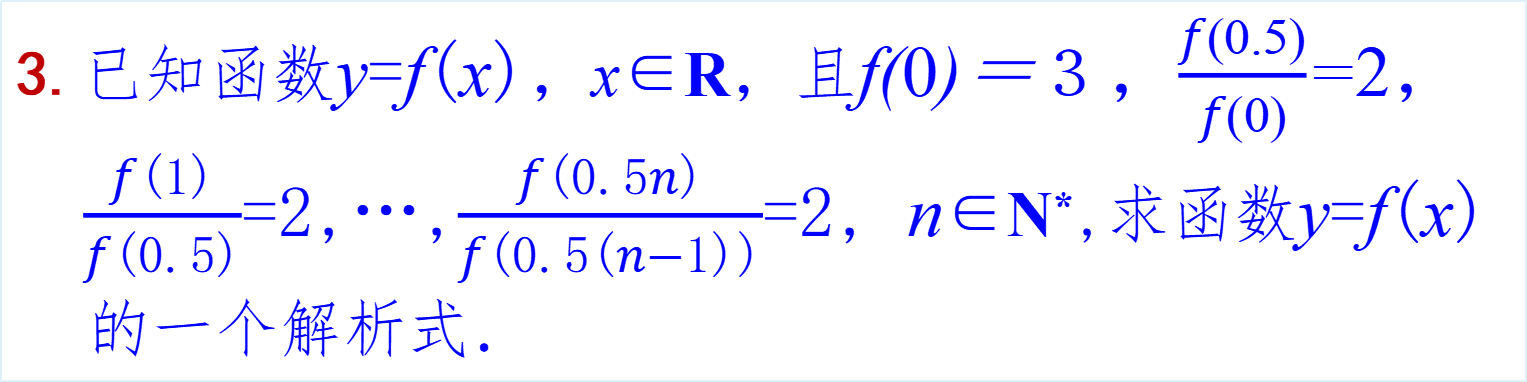 3. 已知函数y=f(x), x∈R, 且f(0)=3, f(0.5)/f(0)=2,
f(1)/f(0.5)=2,…,f(0.5n)/f(0.5(n-1))=2, n∈N*,求函数y=f(x)
的一个解析式.